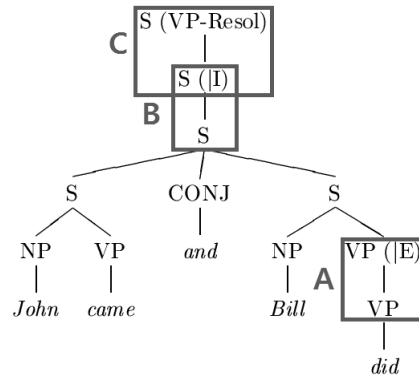 C
S (VP-Resol)
S (|I)
B
S
S CONJ S
NP VP and NP VP (|E)
A
John came Bill VP
did